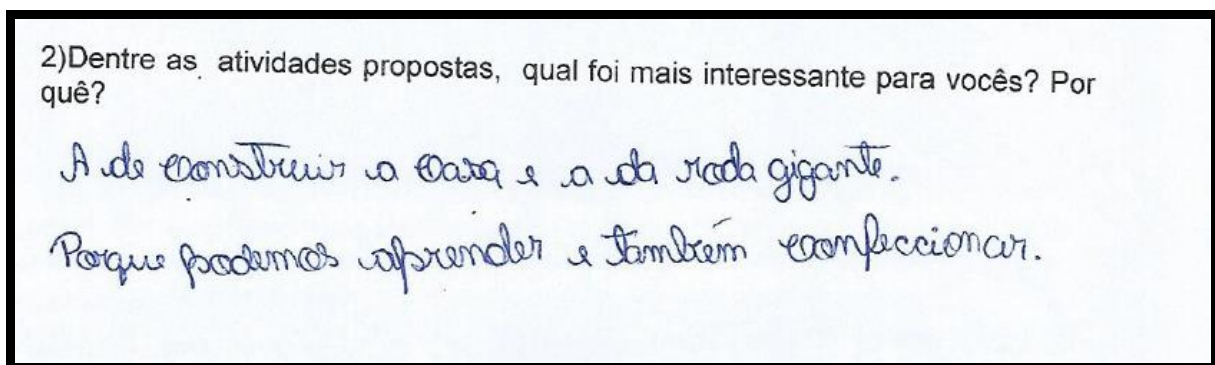 2)Dentre as atividades propostas, qual foi mais interessante para vocês? Por
quê?
A de construir a casa e a da roda gigante.
Porque podemos aprender e também confeccionar.